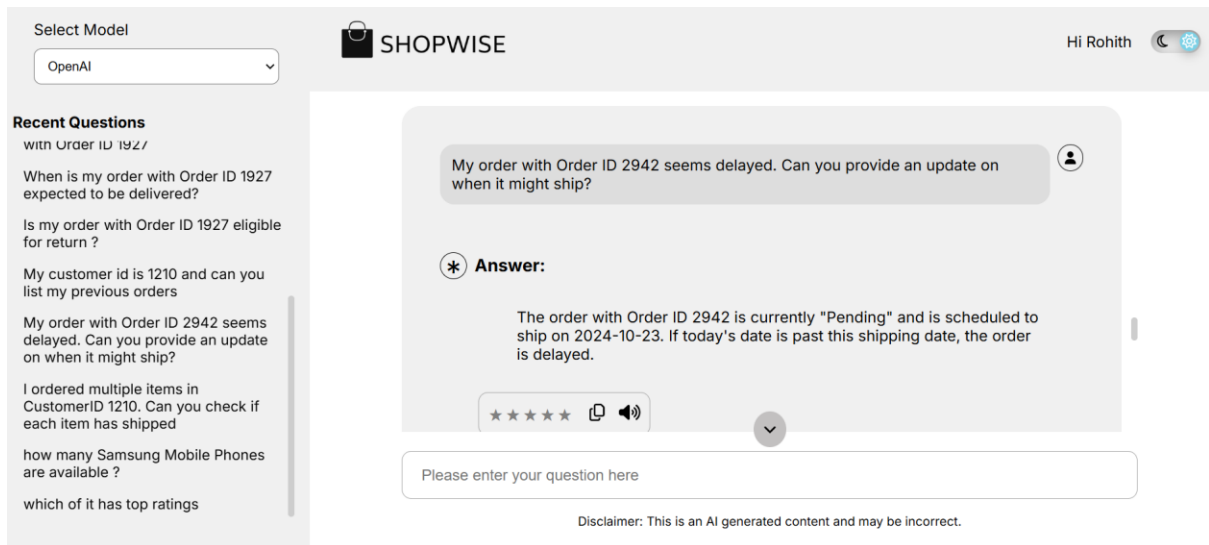 Select Model
OpenAI
Recent Questions
with Order ID 1927
When is my order with Order ID 1927
expected to be delivered?
Is my order with Order ID 1927 eligible
for return ?
My customer id is 1210 and can you
list my previous orders
My order with Order ID 2942 seems
delayed. Can you provide an update
on when it might ship?
I ordered multiple items in
CustomerID 1210. Can you check if
each item has shipped
how many Samsung Mobile Phones
are available ?
which of it has top ratings
SHOPWISE
Hi Rohith
My order with Order ID 2942 seems delayed. Can you provide an update on
when it might ship?
Answer:
The order with Order ID 2942 is currently "Pending" and is scheduled to
ship on 2024-10-23. If today's date is past this shipping date, the order
is delayed.
Please enter your question here
Disclaimer: This is an AI generated content and may be incorrect.